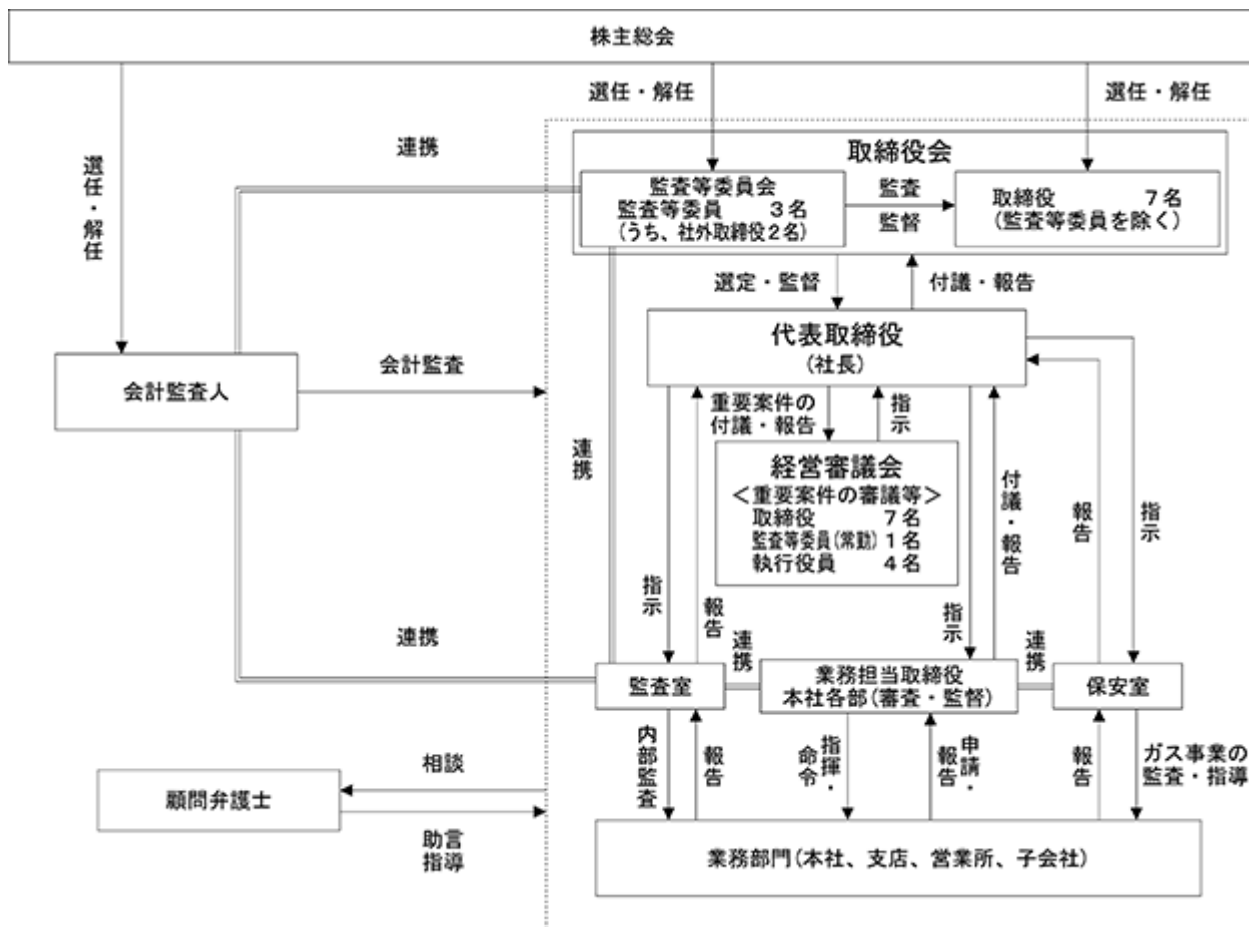 株主総会
選任・解任
選任・解任
選任・解任
連携
取締役会
監査等委員会
監査等委員 3名
(うち、社外取締役2名)
監査
監督
取締役 7名
(監査等委員を除く)
選定・監督
付議・報告
代表取締役
(社長)
会計監査人
会計監査
重要案件の
付議・報告
指示
連携
経営審議会
＜重要案件の審議等＞
取締役 7名
監査等委員(常勤) 1名
執行役員 4名
付議・報告
報告
指示
指示
報告
指示
連携
連携
連携
監査室
業務担当取締役
本社各部(審査・監督)
保安室
内部監査
報告
指揮・
命令
申請・
報告
報告
ガス事業の
監査・指導
相談
顧問弁護士
助言
指導
業務部門(本社、支店、営業所、子会社)